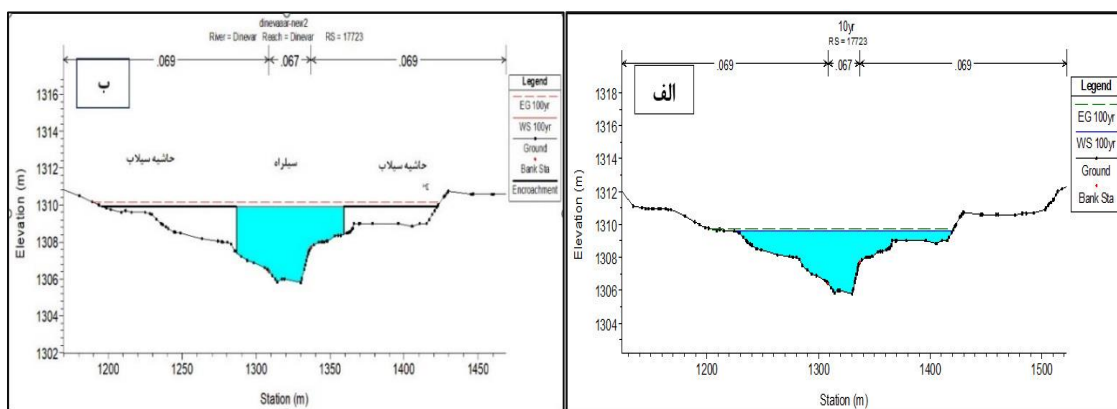 dinevaaar-new2
River = Dinevar Reach = Dinevar RS = 17723
.069 .067 .069
ب
Legend
EG 100yr
WS 100yr
Ground
Bank Sta
Encroachment
حاشیه سیلاب سیلراه حاشیه سیلاب
1316
1314
1312
1310
1308
1306
1304
1302
Elevation (m)
1200 1250 1300 1350 1400 1450
Station (m)
10yr
RS = 17723
.069 .067 .069
الف
Legend
EG 100yr
WS 100yr
Ground
Bank Sta
1318
1316
1314
1312
1310
1308
1306
1304
Elevation (m)
1200 1300 1400 1500
Station (m)